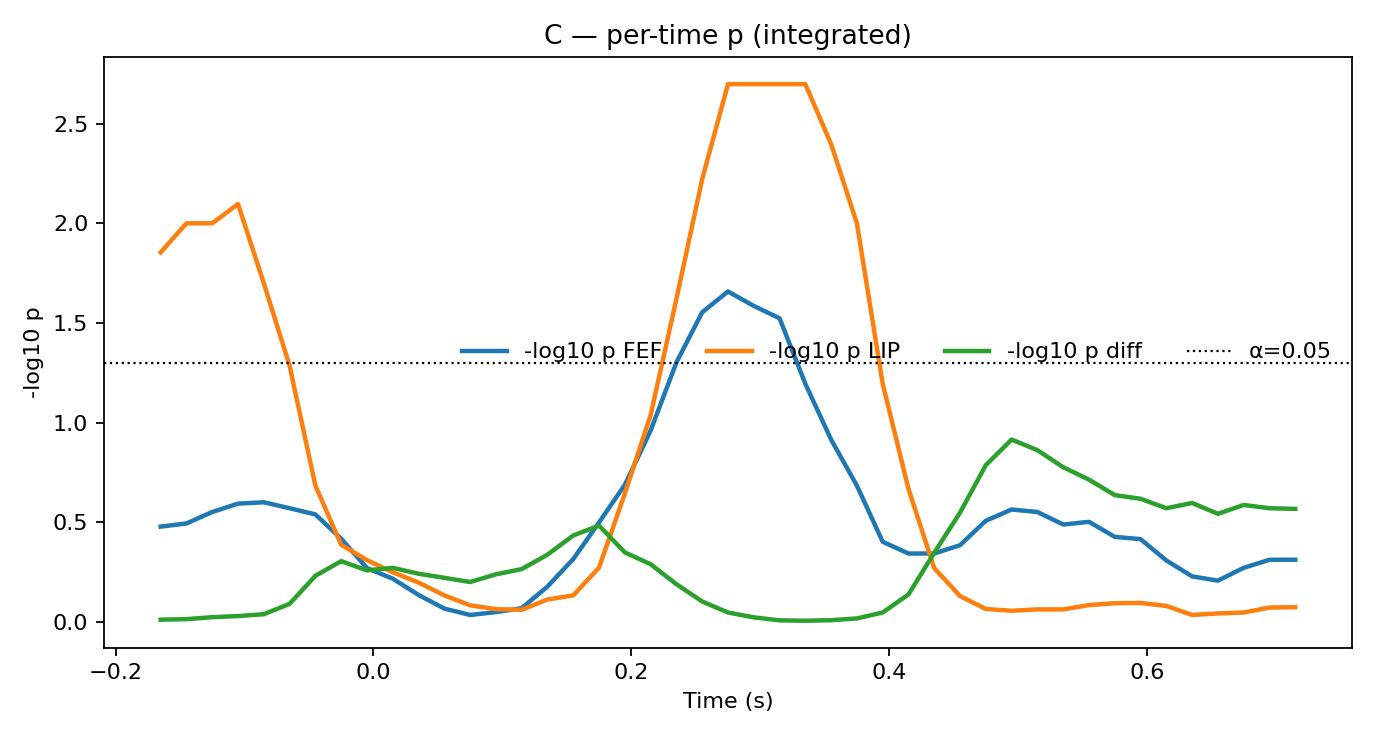 C — per-time p (integrated)
-log10 p
2.5
2.0
1.5
1.0
0.5
0.0
-log10 p FEF -log10 p LIP -log10 p diff α=0.05
−0.2 0.0 0.2 0.4 0.6
Time (s)